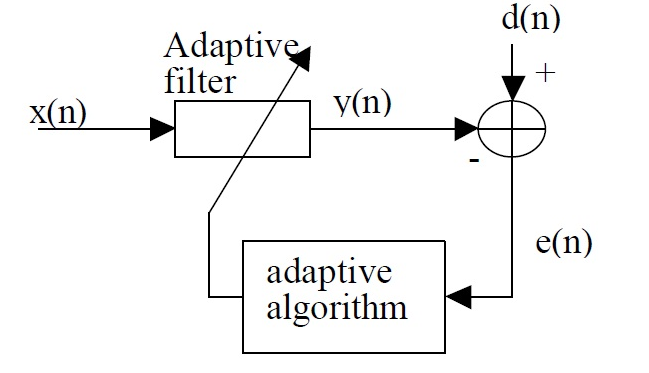 d(n)
Adaptive
filter
+
x(n)
y(n)
-
e(n)
adaptive
algorithm